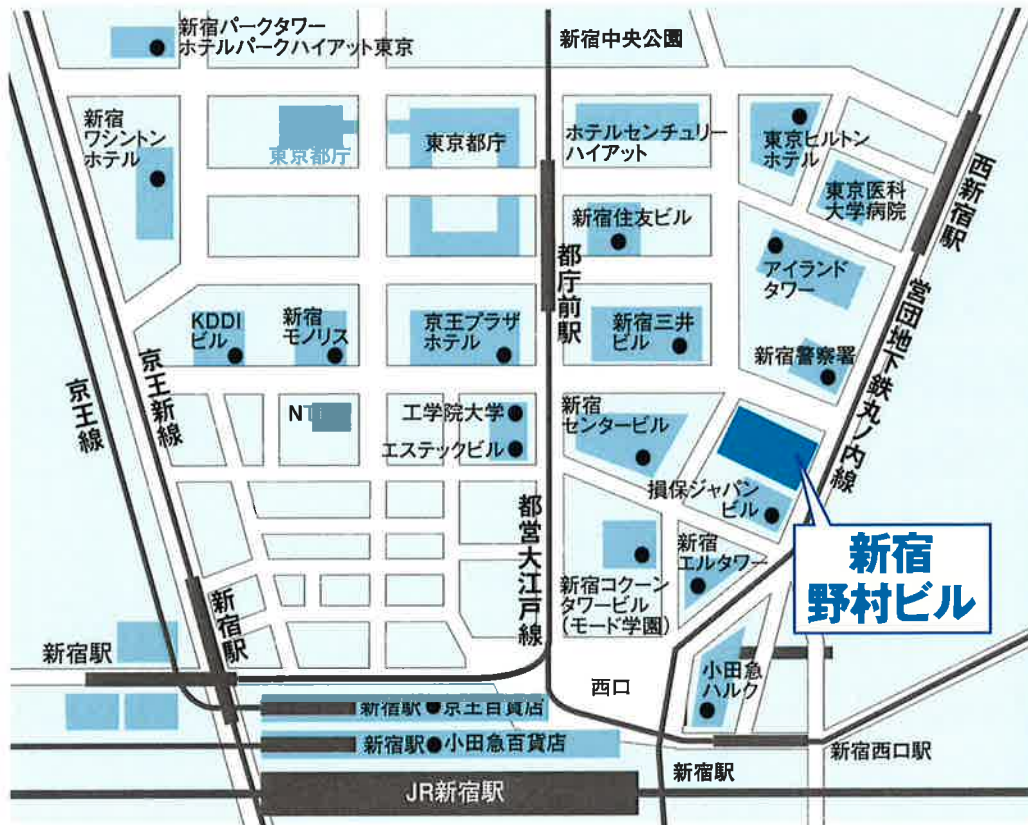 新宿パークタワー
ホテルパークハイアット東京
新宿中央公園
新宿
ワシントン
ホテル
東京都庁
東京都庁
ホテルセンチュリー
ハイアット
東京ヒルトン
ホテル
東京医科
大学病院
西新宿駅
新宿住友ビル
都庁前駅
アイランド
タワー
営団地下鉄丸ノ内線
KDDI
ビル
新宿
モノリス
京王プラザ
ホテル
新宿三井
ビル
新宿警察署
京王線
京王新線
工学院大学
エステックビル
新宿
センタービル
損保ジャパン
ビル
都営大江戸線
新宿
エルタワー
新宿
野村ビル
新宿コクーン
タワービル
(モード学園)
新宿駅
新宿駅
西口
小田急
ハルク
新宿駅
京王百貨店
新宿駅
小田急百貨店
新宿西口駅
新宿駅
JR新宿駅